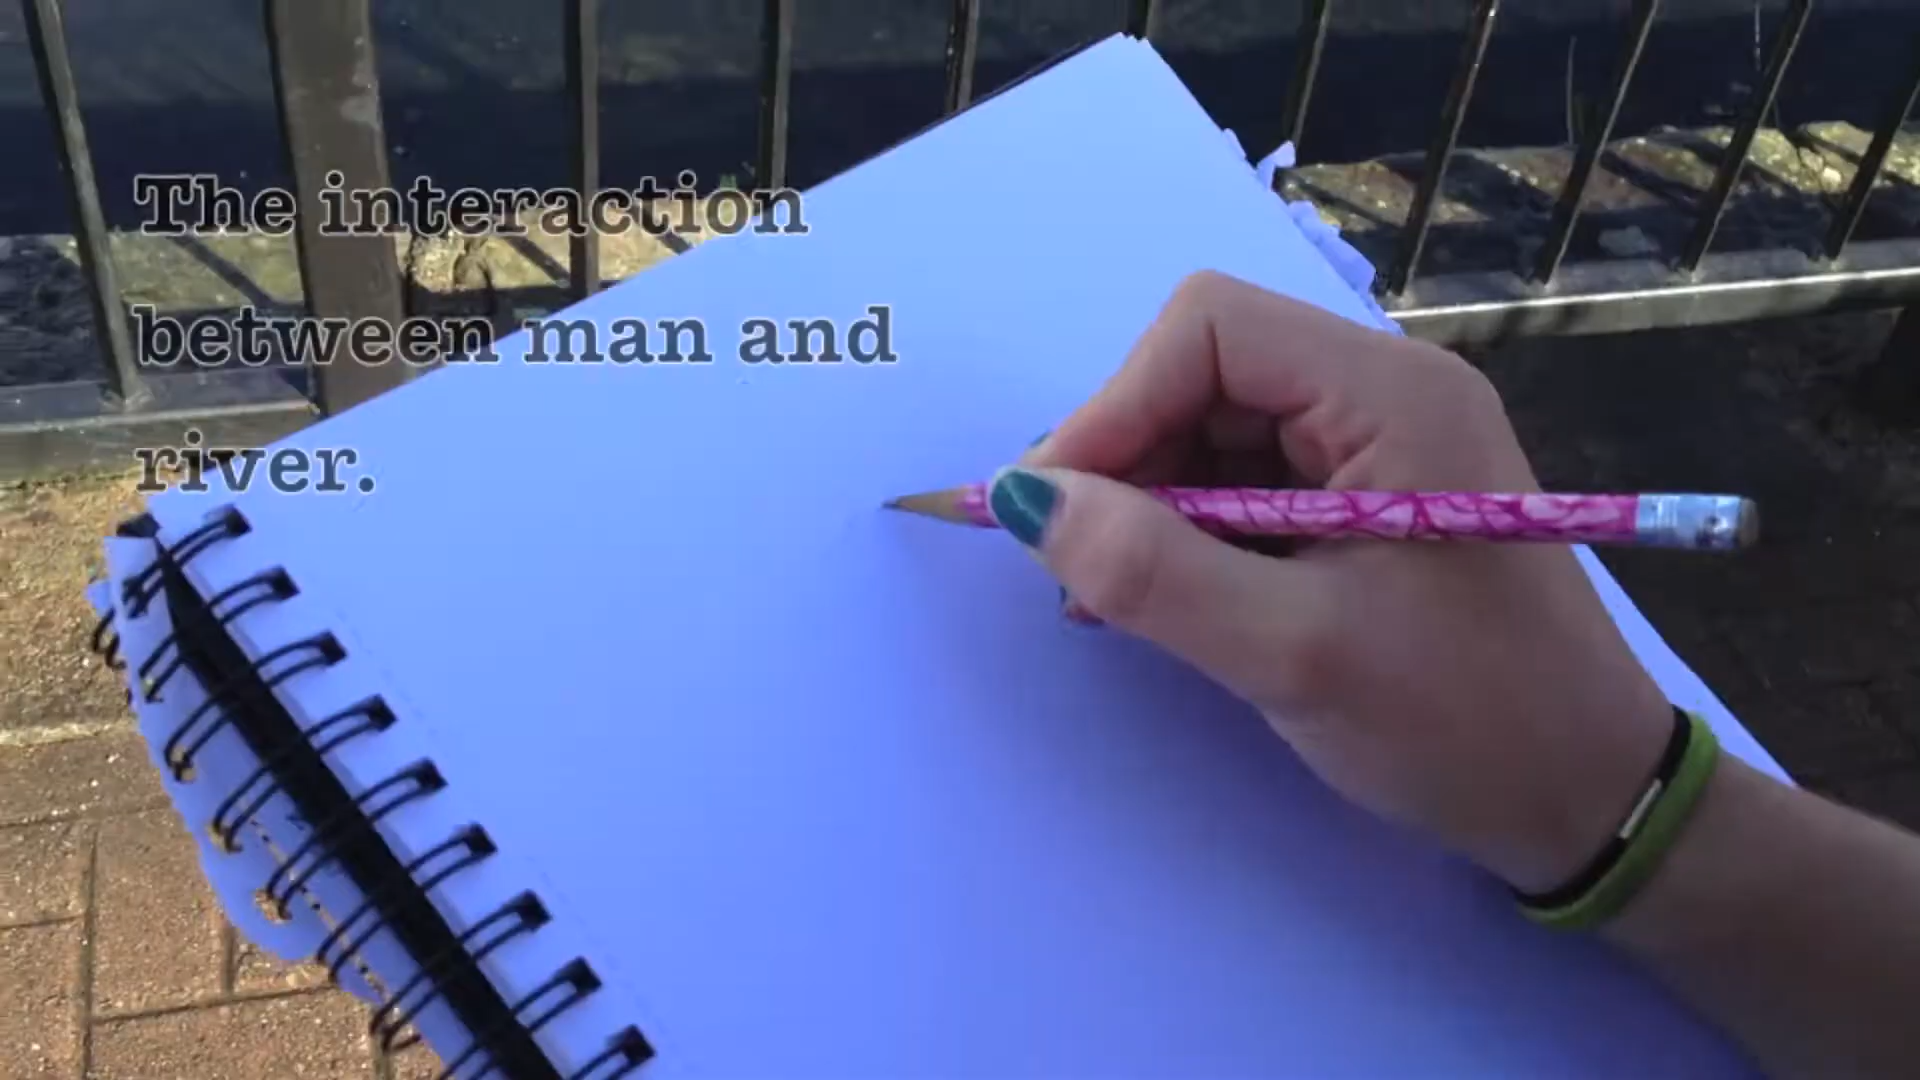 The interaction
between man and
river.